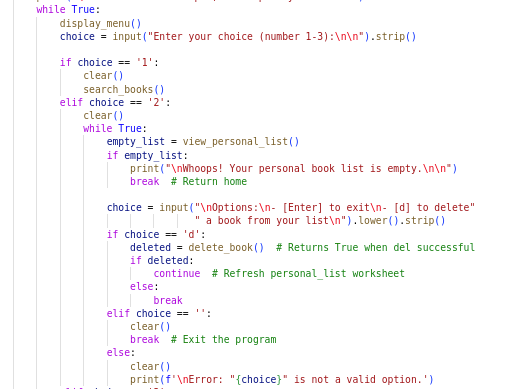 while True:
display_menu()
choice = input("Enter your choice (number 1-3):\n\n").strip()
if choice == '1':
clear()
search_books()
elif choice == '2':
clear()
while True:
empty_list = view_personal_list()
if empty_list:
print("\nWhoops! Your personal book list is empty.\n\n")
break  # Return home
choice = input("\nOptions:\n- [Enter] to exit\n- [d] to delete"
" a book from your list\n").lower().strip()
if choice == 'd':
deleted = delete_book()  # Returns True when del successful
if deleted:
continue  # Refresh personal_list worksheet
else:
break
elif choice == '':
clear()
break  # Exit the program
else:
clear()
print(f'\nError: "{choice}" is not a valid option.')